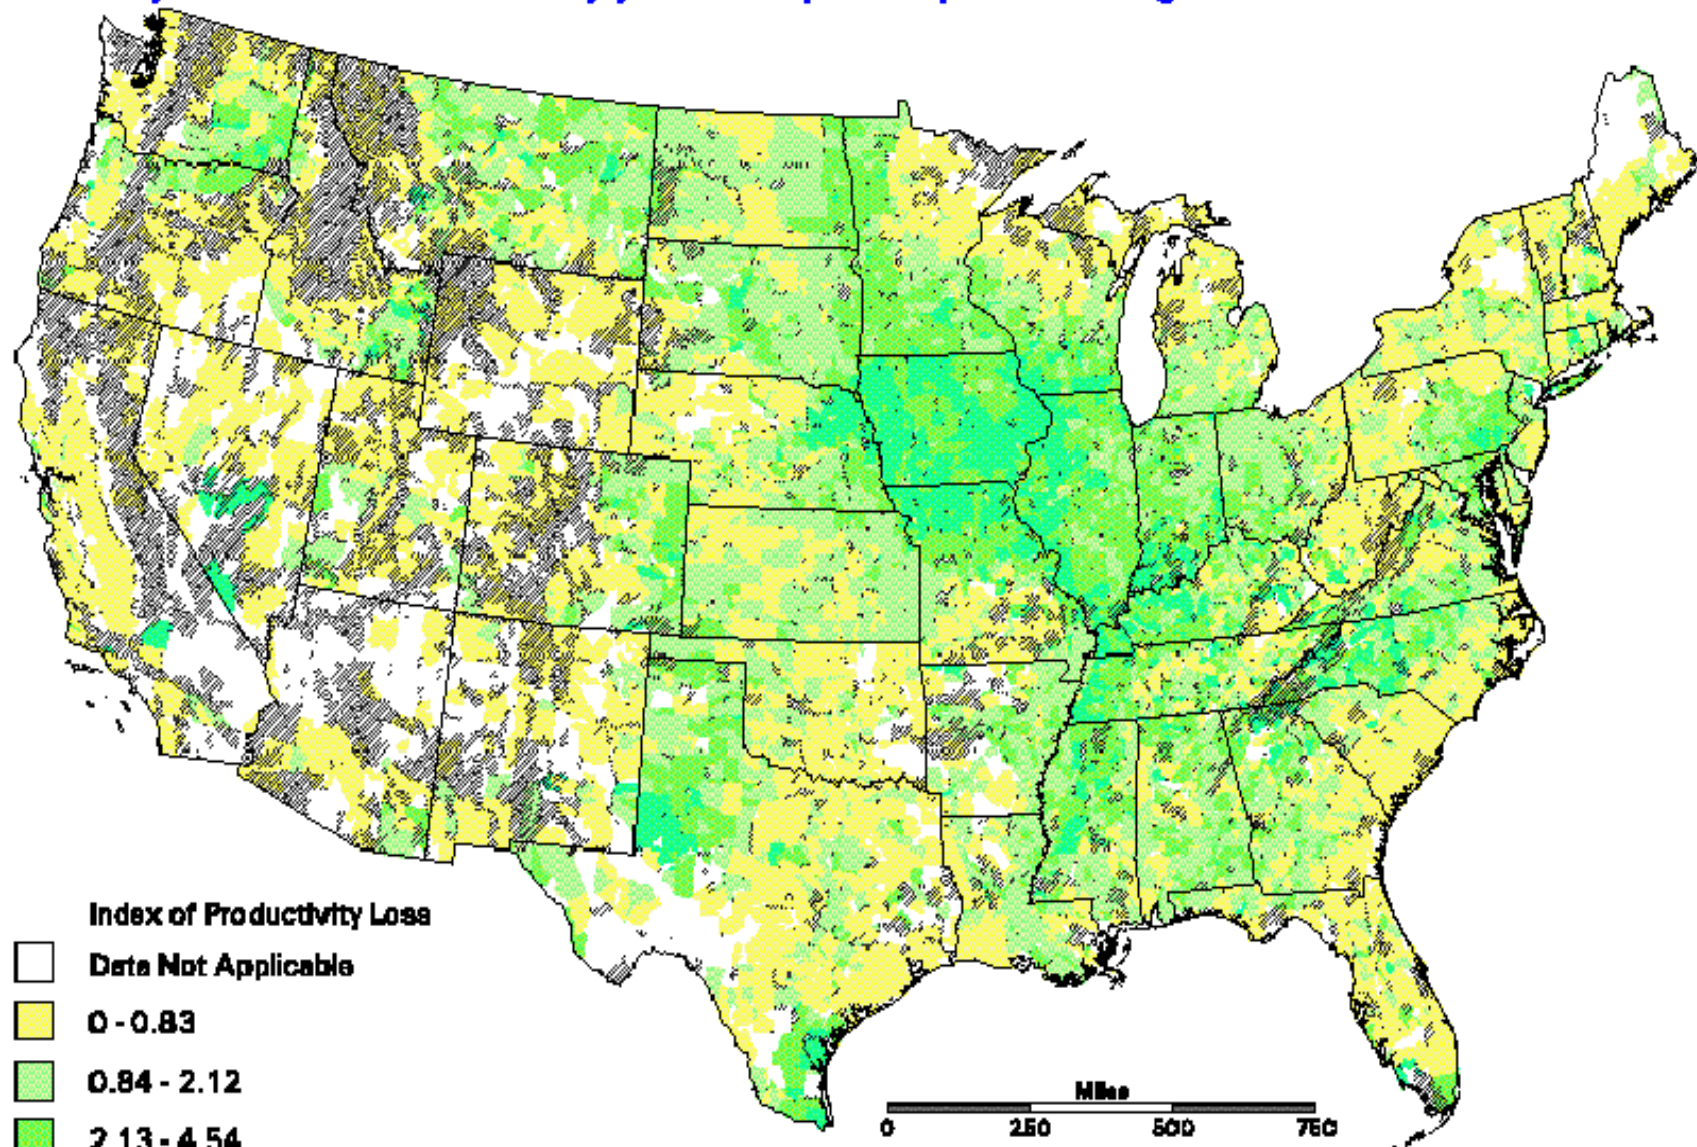 Index of Productivity Loss
Data Not Applicable
0 - 0.83
0.84 - 2.12
2.13 - 4.54
Miles
0 250 500 750